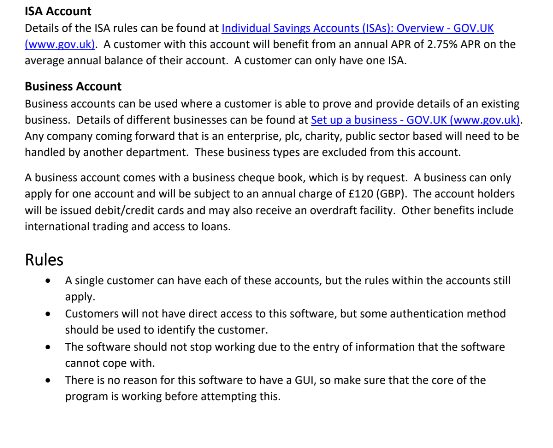 ISA Account
Details of the ISA rules can be found at Individual Savings Accounts (ISAs): Overview - GOV.UK
(www.gov.uk).  A customer with this account will benefit from an annual APR of 2.75% APR on the
average annual balance of their account.  A customer can only have one ISA.
Business Account
Business accounts can be used where a customer is able to prove and provide details of an existing
business.  Details of different businesses can be found at Set up a business - GOV.UK (www.gov.uk).
Any company coming forward that is an enterprise, plc, charity, public sector based will need to be
handled by another department.  These business types are excluded from this account.
A business account comes with a business cheque book, which is by request.  A business can only
apply for one account and will be subject to an annual charge of £120 (GBP).  The account holders
will be issued debit/credit cards and may also receive an overdraft facility.  Other benefits include
international trading and access to loans.
Rules
• A single customer can have each of these accounts, but the rules within the accounts still
apply.
• Customers will not have direct access to this software, but some authentication method
should be used to identify the customer.
• The software should not stop working due to the entry of information that the software
cannot cope with.
• There is no reason for this software to have a GUI, so make sure that the core of the
program is working before attempting this.